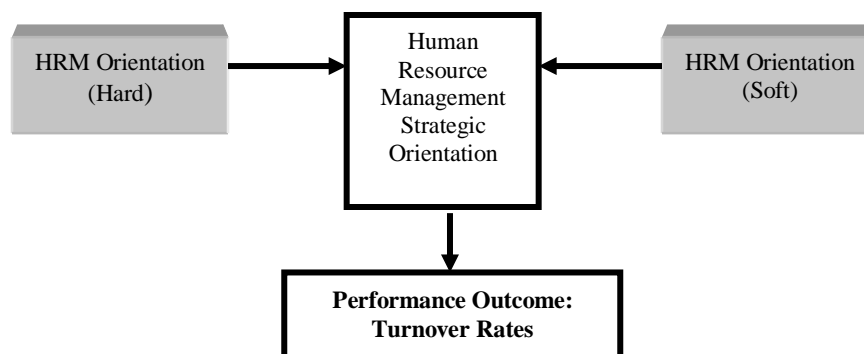 HRM Orientation
(Hard)
Human
Resource
Management
Strategic
Orientation
HRM Orientation
(Soft)
Performance Outcome:
Turnover Rates